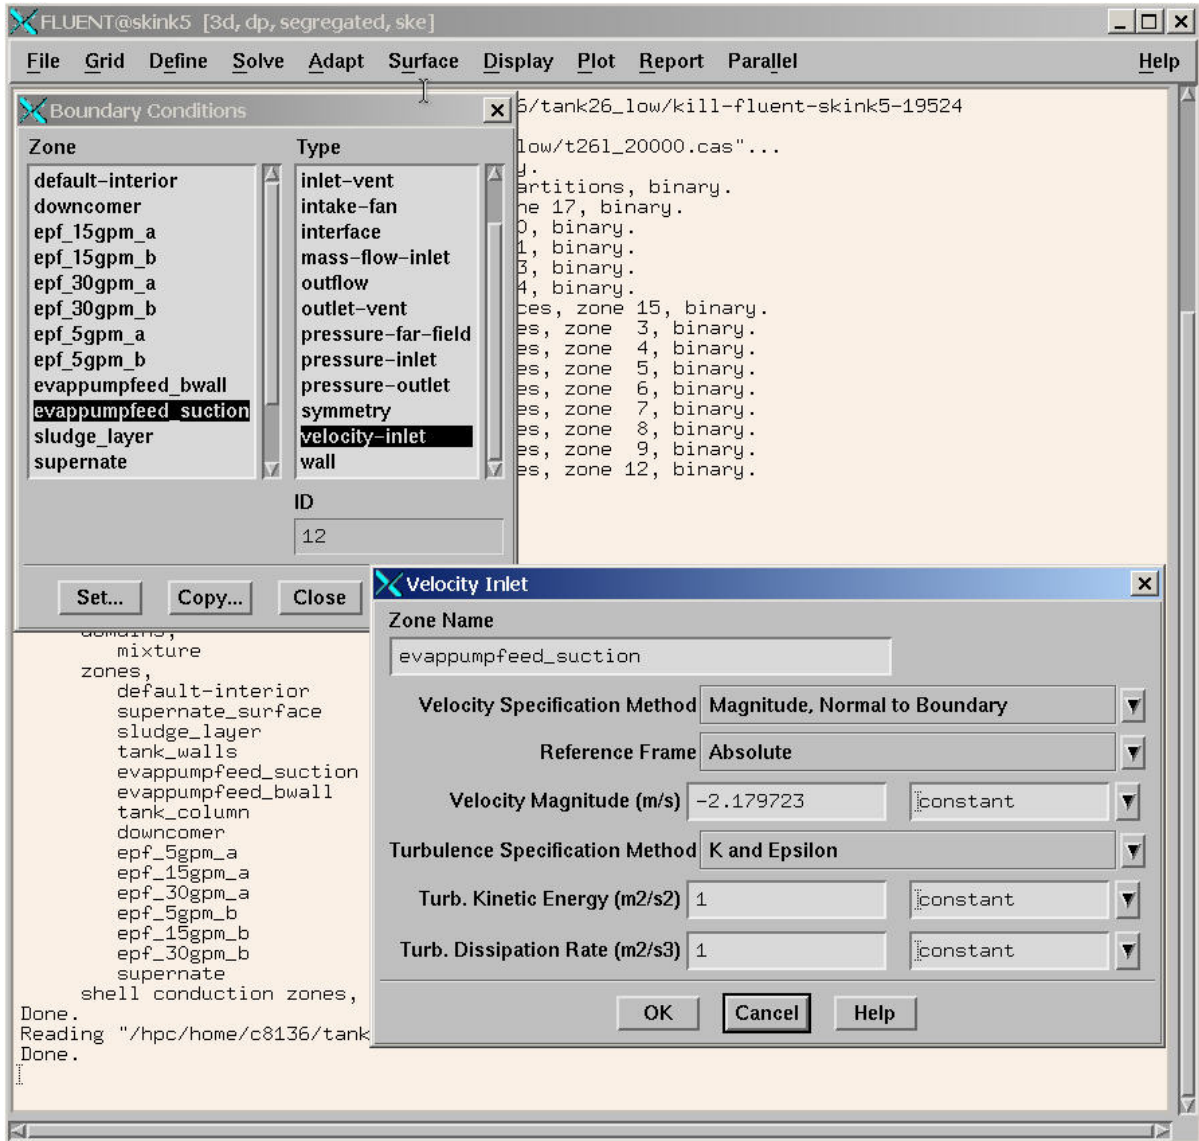 FLUENT@skink5 [3d, dp, segregated, ske]
File Grid Define Solve Adapt Surface Display Plot Report Parallel Help
Boundary Conditions
Zone
default-interior
downcomer
epf_15gpm_a
epf_15gpm_b
epf_30gpm_a
epf_30gpm_b
epf_5gpm_a
epf_5gpm_b
evappumpfeed_bwall
evappumpfeed_suction
sludge_layer
supernate
Type
inlet-vent
intake-fan
interface
mass-flow-inlet
outflow
outlet-vent
pressure-far-field
pressure-inlet
pressure-outlet
symmetry
velocity-inlet
wall
ID
12
Set... Copy... Close
6/tank26_low/kill-fluent-skink5-19524
low/t26l_20000.cas"...
y.
artitions, binary.
ne 17, binary.
0, binary.
1, binary.
3, binary.
4, binary.
ces, zone 15, binary.
es, zone 3, binary.
es, zone 4, binary.
es, zone 5, binary.
es, zone 6, binary.
es, zone 7, binary.
es, zone 8, binary.
es, zone 9, binary.
es, zone 12, binary.
domains,
mixture
zones,
default-interior
supernate_surface
sludge_layer
tank_walls
evappumpfeed_suction
evappumpfeed_bwall
tank_column
downcomer
epf_5gpm_a
epf_15gpm_a
epf_30gpm_a
epf_5gpm_b
epf_15gpm_b
epf_30gpm_b
supernate
shell conduction zones,
Done.
Reading "/hpc/home/c8136/tank
Done.
Velocity Inlet
Zone Name
evappumpfeed_suction
Velocity Specification Method Magnitude, Normal to Boundary
Reference Frame Absolute
Velocity Magnitude (m/s) -2.179723 constant
Turbulence Specification Method K and Epsilon
Turb. Kinetic Energy (m2/s2) 1 constant
Turb. Dissipation Rate (m2/s3) 1 constant
OK Cancel Help